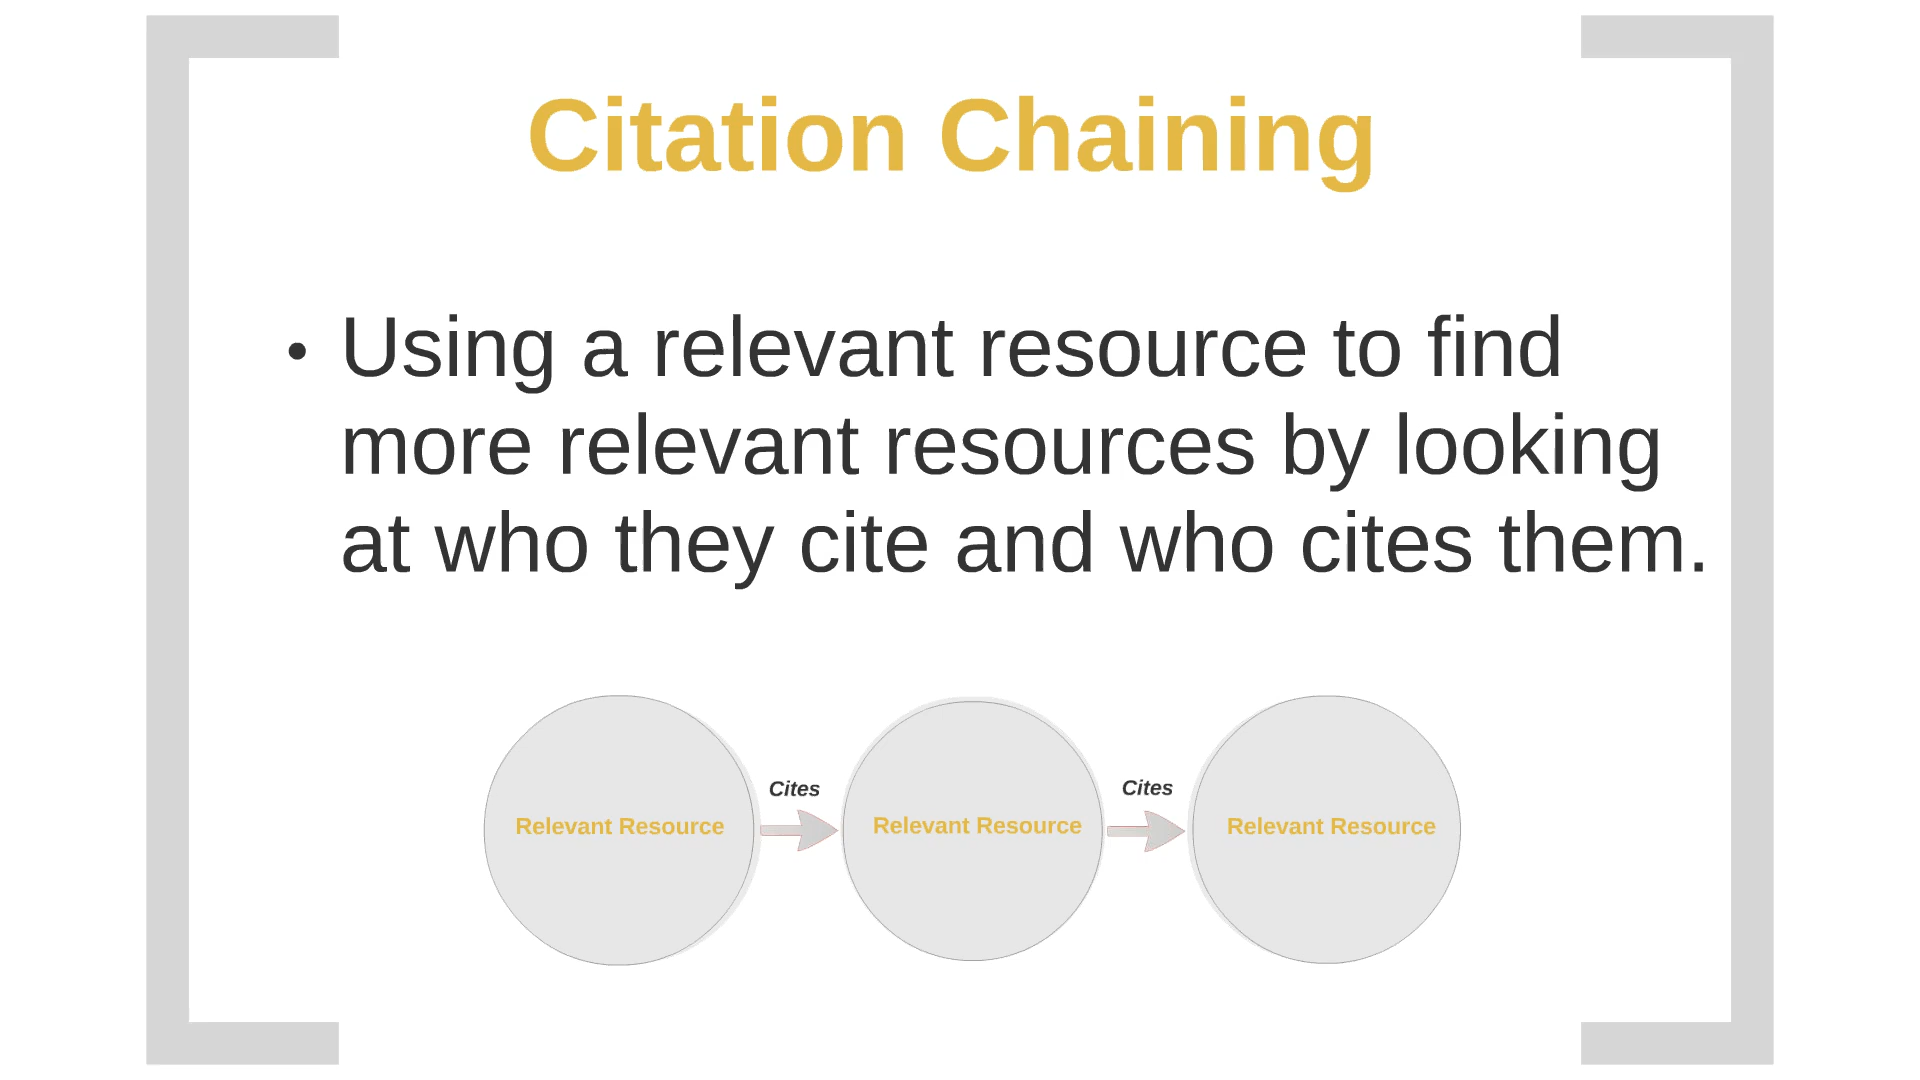 Citation Chaining
• Using a relevant resource to find
more relevant resources by looking
at who they cite and who cites them.
Relevant Resource
Cites
Relevant Resource
Cites
Relevant Resource